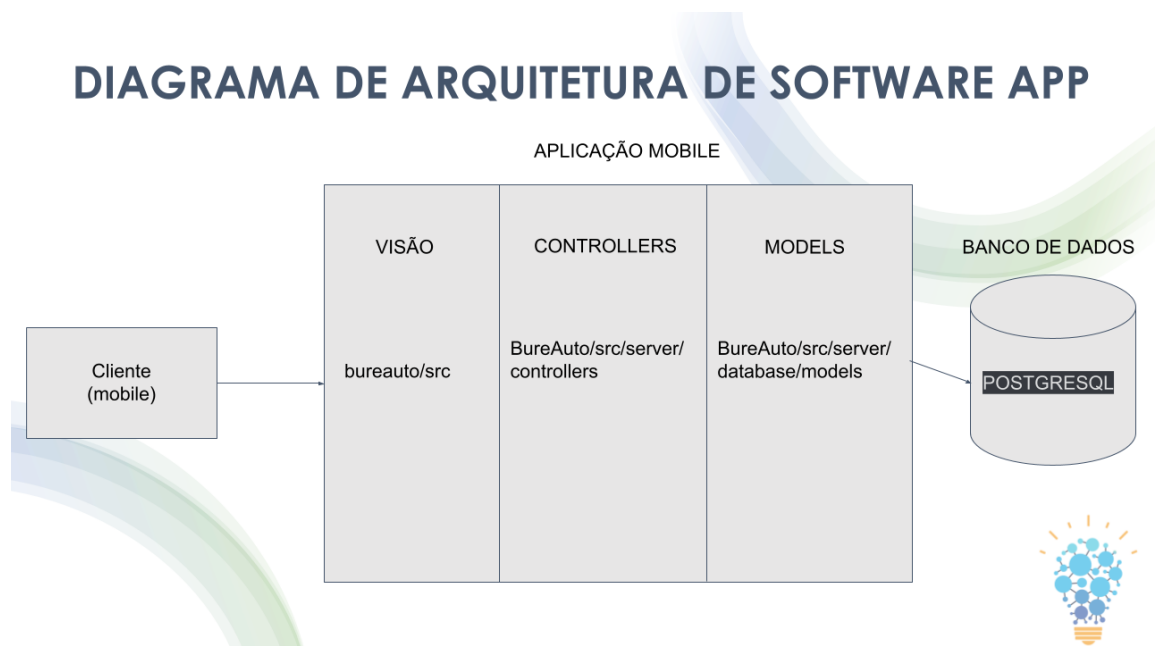 DIAGRAMA DE ARQUITETURA DE SOFTWARE APP
APLICAÇÃO MOBILE
VISÃO
CONTROLLERS
MODELS
BANCO DE DADOS
Cliente
(mobile)
bureauto/src
BureAuto/src/server/
controllers
BureAuto/src/server/
database/models
POSTGRESQL